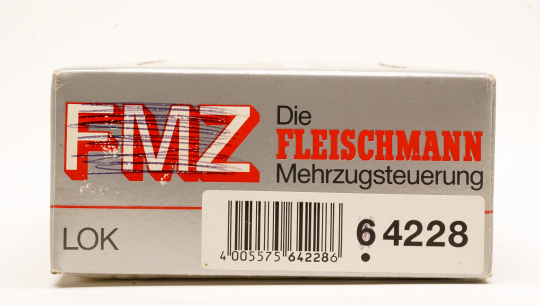 FMZ
Die
FLEISCHMANN
Mehrzugsteuerung
LOK
4 005575 642286
6 4228